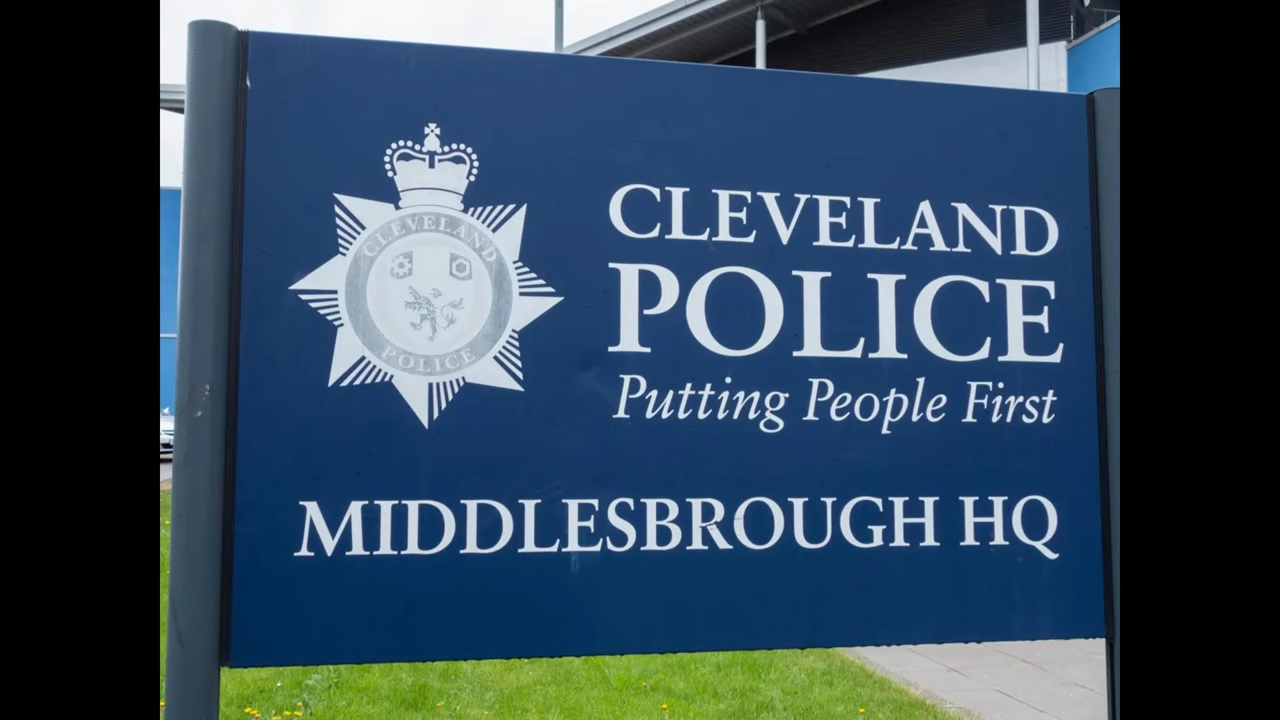 CLEVELAND
POLICE
CLEVELAND
POLICE
Putting People First
MIDDLESBROUGH HQ